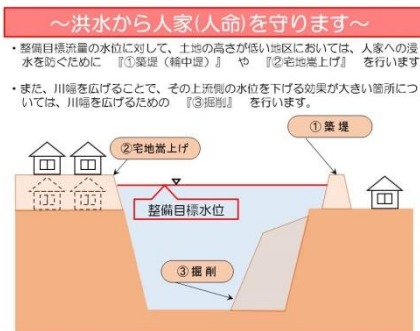 ～洪水から人家(人命)を守ります～
・整備目標流量の水位に対して、土地の高さが低い地区においては、人家への浸
水を防ぐために 『①築堤（輪中堤）』 や 『②宅地嵩上げ』 を行います
・また、川幅を広げることで、その上流側の水位を下げる効果が大きい箇所につ
いては、川幅を広げるための 『③掘削』 を行います。
①築堤
②宅地嵩上げ
整備目標水位
③掘削